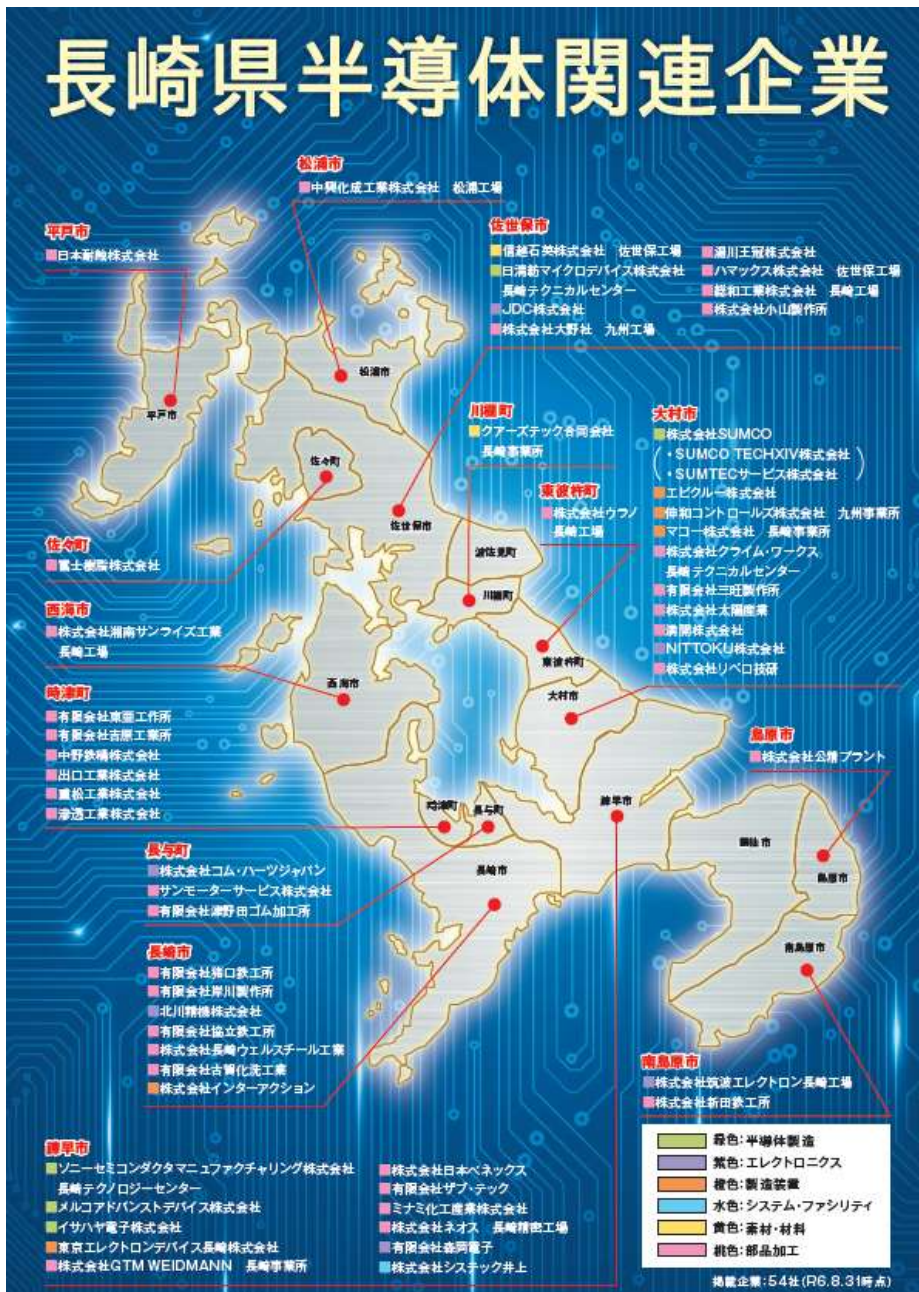 長崎県半導体関連企業
松浦市
中興化成工業株式会社 松浦工場
平戸市
日本耐酸株式会社
佐世保市
信越石英株式会社 佐世保工場
日清紡マイクロデバイス株式会社
長崎テクニカルセンター
JDC株式会社
株式会社大野社 九州工場
湯川王冠株式会社
ハマックス株式会社 佐世保工場
総和工業株式会社 長崎工場
株式会社小山製作所
川棚町
クアーズテック合同会社
長崎事業所
大村市
株式会社SUMCO
(・SUMCO TECHXIV株式会社
・SUMTECサービス株式会社)
エピクルー株式会社
伸和コントロールズ株式会社 九州事業所
マコー株式会社 長崎事業所
株式会社クライム・ワークス
長崎テクニカルセンター
有限会社三旺製作所
株式会社太陽産業
溝開株式会社
NITTOKU株式会社
株式会社リベロ技研
東彼杵町
株式会社ウラノ
長崎工場
佐々町
富士樹脂株式会社
西海市
株式会社湘南サンライズ工業
長崎工場
時津町
有限会社東亜工作所
有限会社吉原工業所
中野鉄構株式会社
出口工業株式会社
重松工業株式会社
滲透工業株式会社
島原市
株式会社公精プラント
長与町
株式会社コム・ハーツジャパン
サンモーターサービス株式会社
有限会社津野田ゴム加工所
長崎市
有限会社猪口鉄工所
有限会社岸川製作所
北川精機株式会社
有限会社協立鉄工所
株式会社長崎ウェルスチール工業
有限会社古賀化洗工業
株式会社インターアクション
南島原市
株式会社筑波エレクトロン長崎工場
株式会社新田鉄工所
諫早市
ソニーセミコンダクタマニュファクチャリング株式会社
長崎テクノロジーセンター
メルコアドバンストデバイス株式会社
イサハヤ電子株式会社
東京エレクトロンデバイス長崎株式会社
株式会社GTM WEIDMANN 長崎事業所
株式会社日本ベネックス
有限会社ザブ・テック
ミナミ化工産業株式会社
株式会社ネオス 長崎精密工場
有限会社森岡電子
株式会社システック井上
松浦市
平戸市
佐々町
佐世保市
波佐見町
川棚町
東彼杵町
西海市
大村市
時津町
長与町
諫早市
長崎市
雲仙市
島原市
南島原市
緑色:半導体製造
紫色:エレクトロニクス
橙色:製造装置
水色:システム・ファシリティ
黄色:素材・材料
桃色:部品加工
掲載企業:54社(R6.8.31時点)